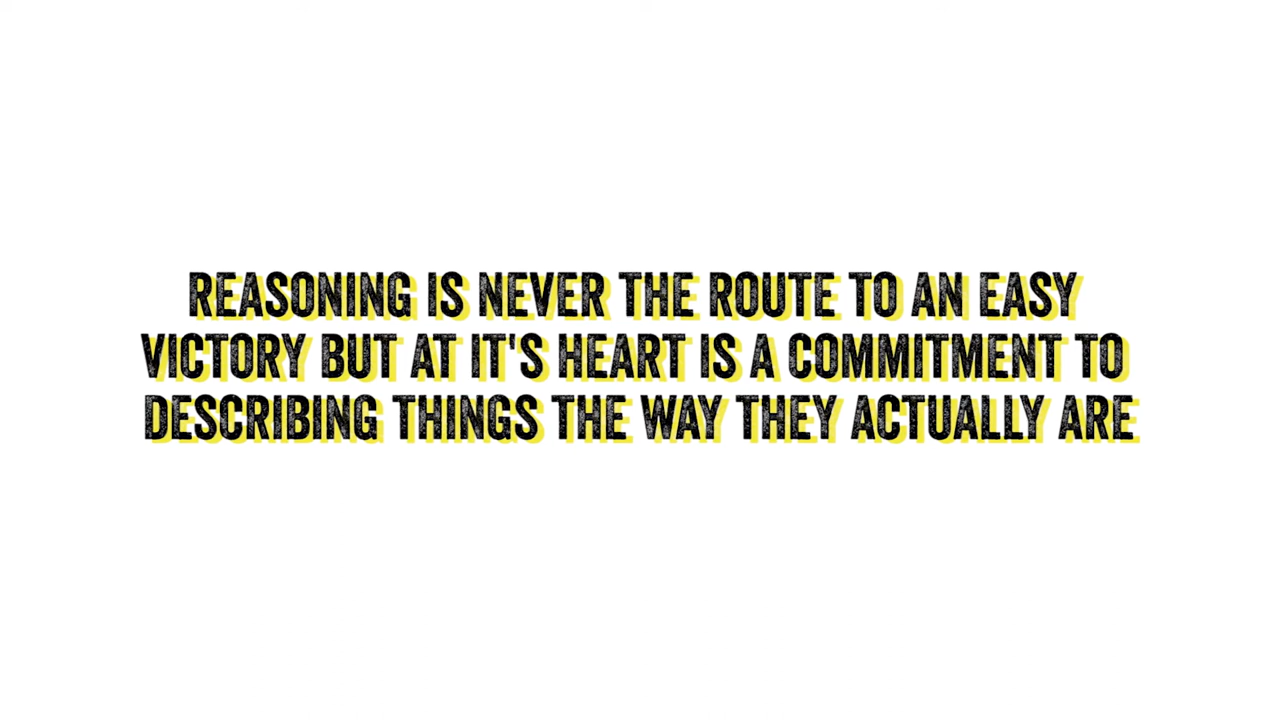 REASONING IS NEVER THE ROUTE TO AN EASY
VICTORY BUT AT IT'S HEART IS A COMMITMENT TO
DESCRIBING THINGS THE WAY THEY ACTUALLY ARE